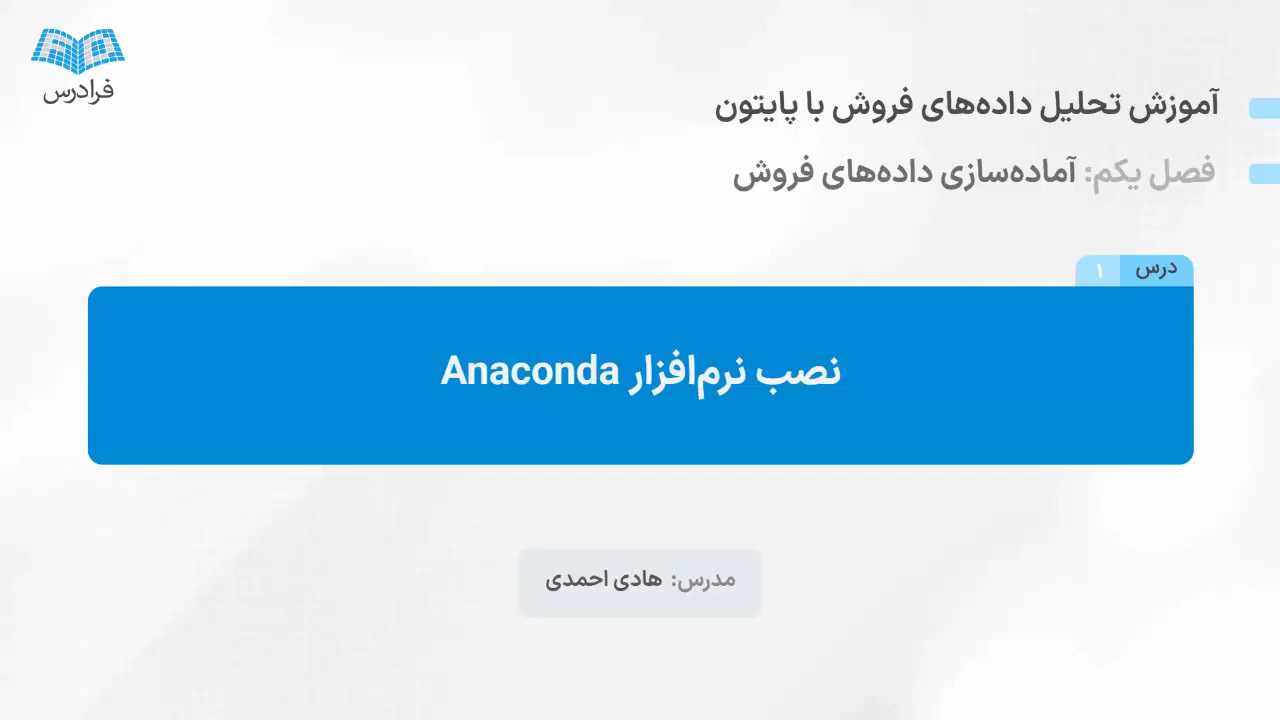 فرادرس
آموزش تحلیل داده‌های فروش با پایتون
فصل یکم: آماده‌سازی داده‌های فروش
درس ۱
نصب نرم‌افزار Anaconda
مدرس: هادی احمدی